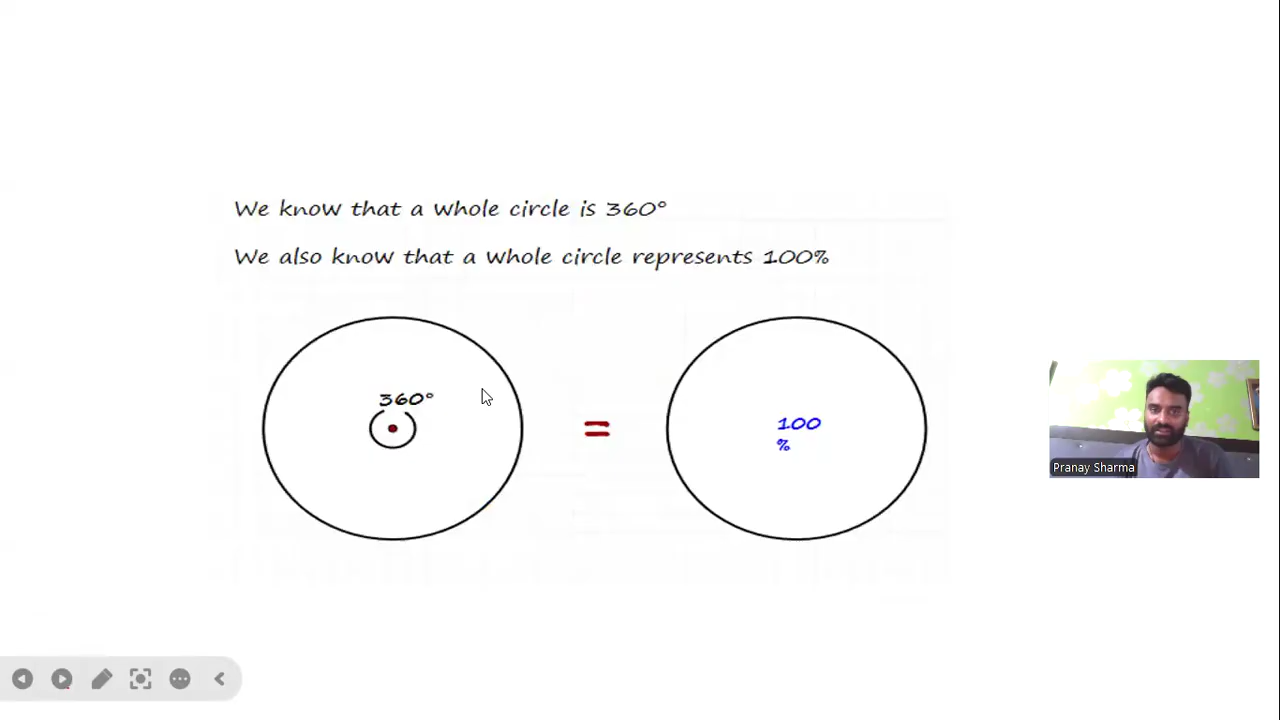 We know that a whole circle is 360°
We also know that a whole circle represents 100%
360°
=
100
%
Pranay Sharma